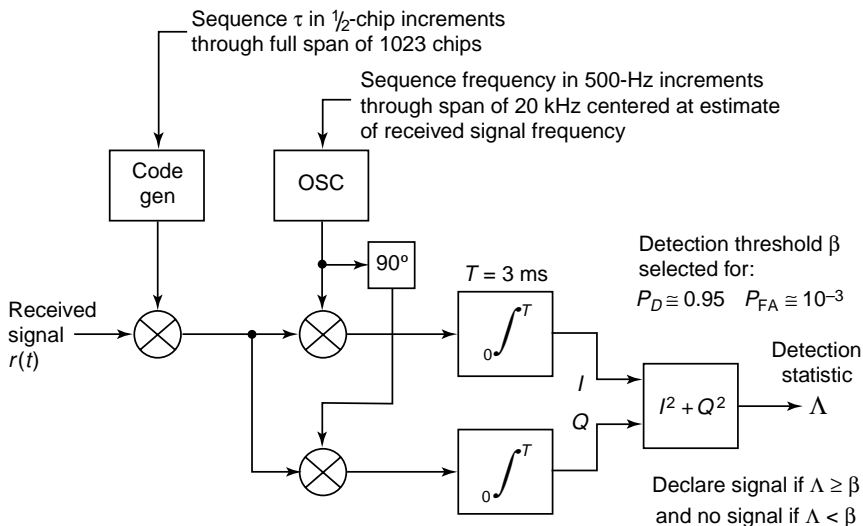 Sequence τ in ½-chip increments
through full span of 1023 chips
Sequence frequency in 500-Hz increments
through span of 20 kHz centered at estimate
of received signal frequency
Code
gen
OSC
90º
T = 3 ms
Detection threshold β
selected for:
P_D ≅ 0.95 P_FA ≅ 10⁻³
Received
signal
r(t)
0∫T
I
Q
0∫T
I² + Q²
Detection
statistic
Λ
Declare signal if Λ ≥ β
and no signal if Λ < β